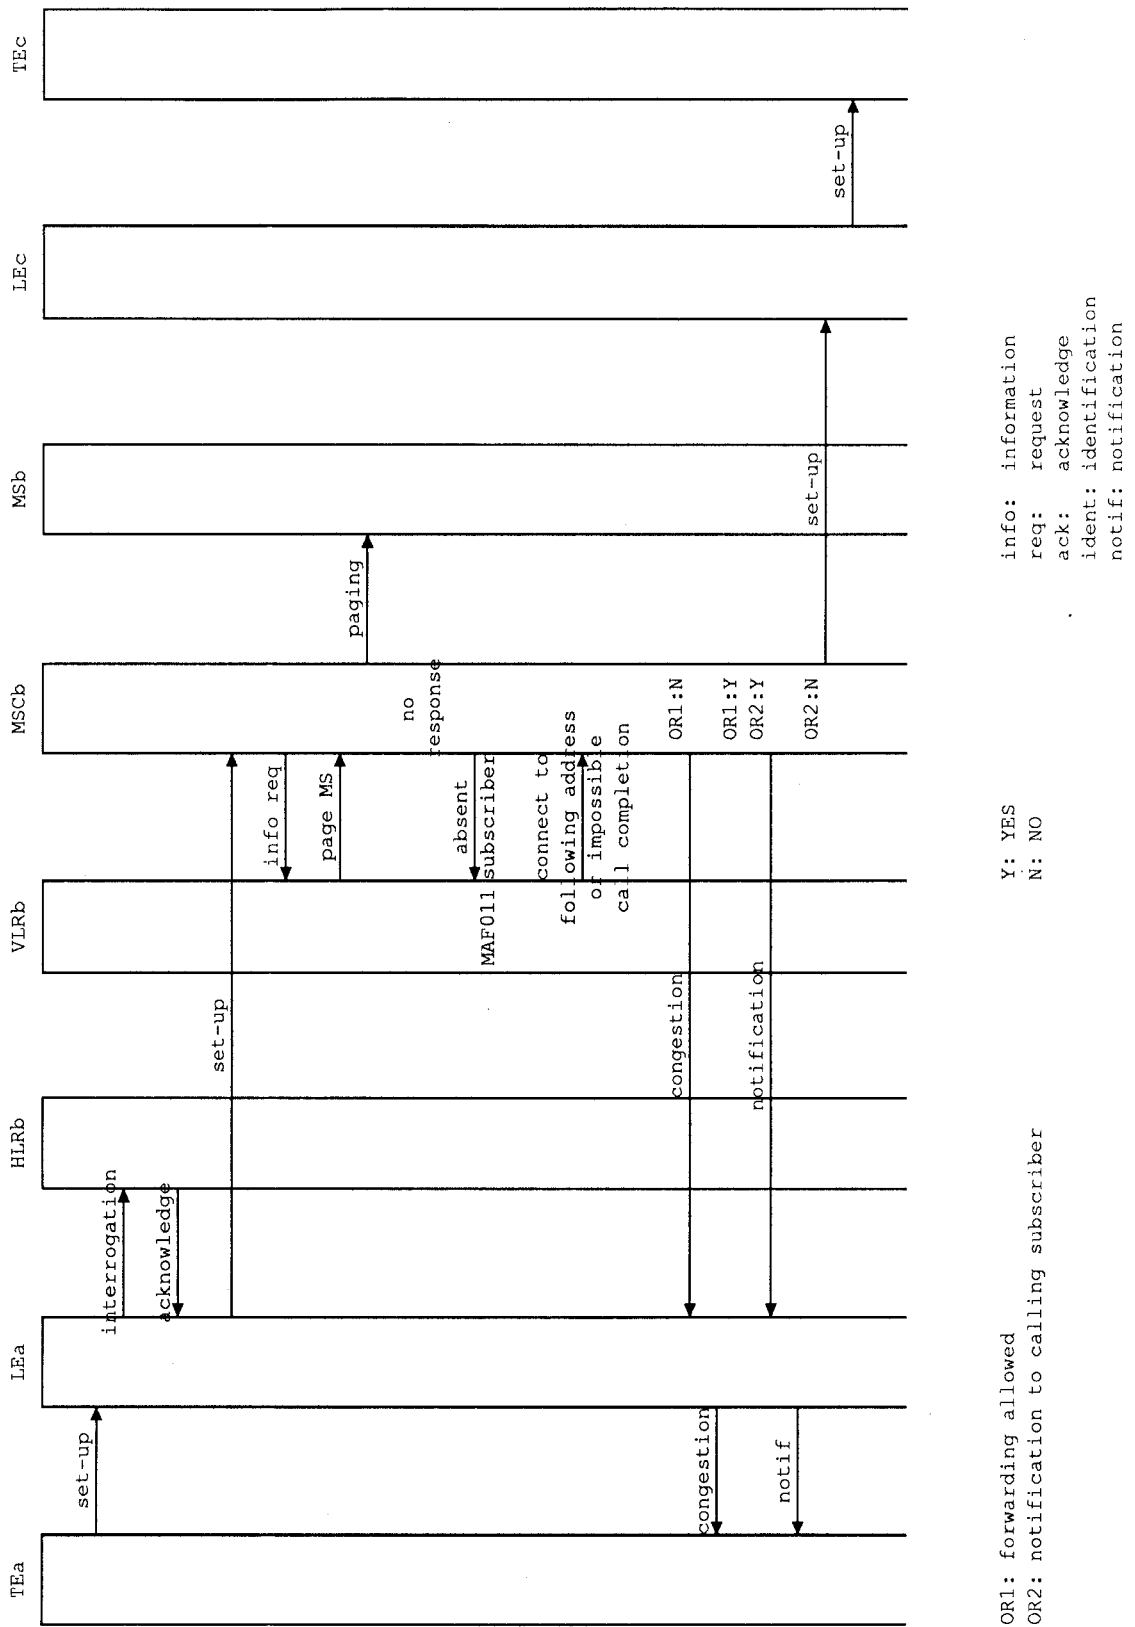 TEa LEa HLRb VLRb MSCb MSb LEc TEc
set-up
interrogation
acknowledge
set-up
info req
page MS
paging
no
response
absent
MAF011 subscriber
connect to
following address
or impossible
call completion
OR1:N
congestion
congestion
OR1:Y
OR2:Y
notification
notif
OR2:N
set-up
set-up
OR1: forwarding allowed
OR2: notification to calling subscriber
Y: YES
N: NO
info: information
req: request
ack: acknowledge
ident: identification
notif: notification